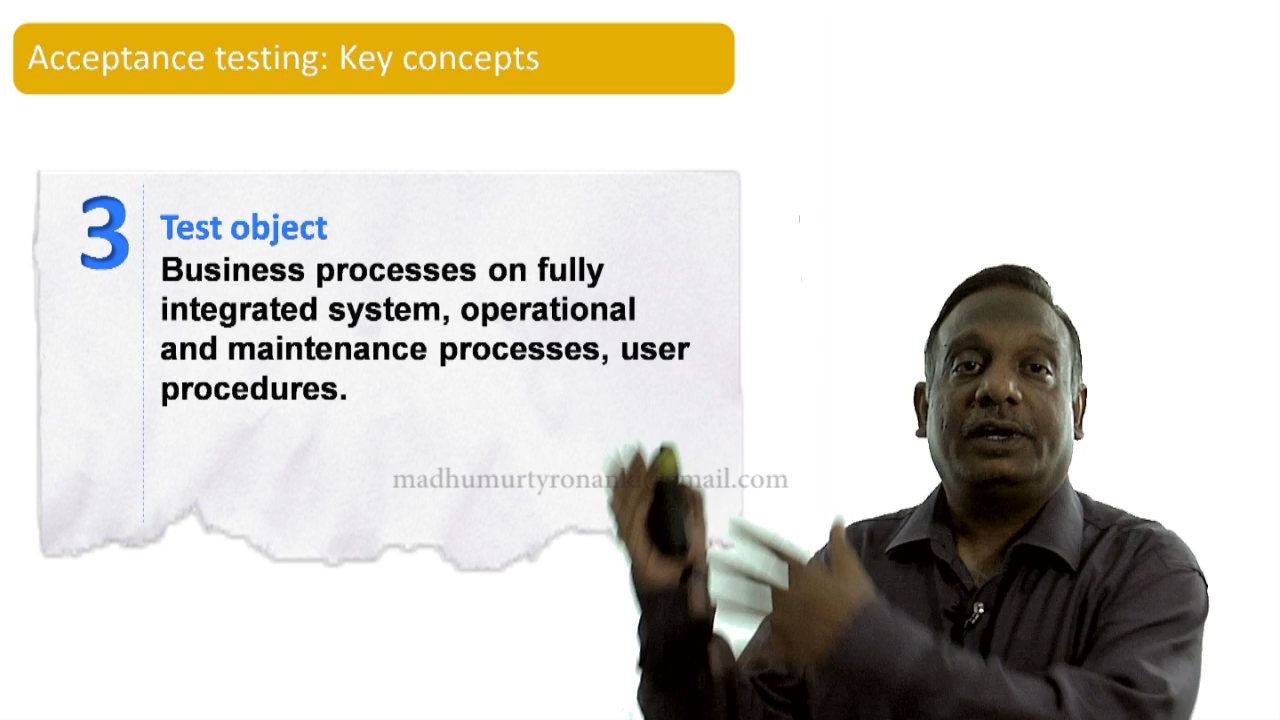 Acceptance testing: Key concepts
3
Test object
Business processes on fully
integrated system, operational
and maintenance processes, user
procedures.